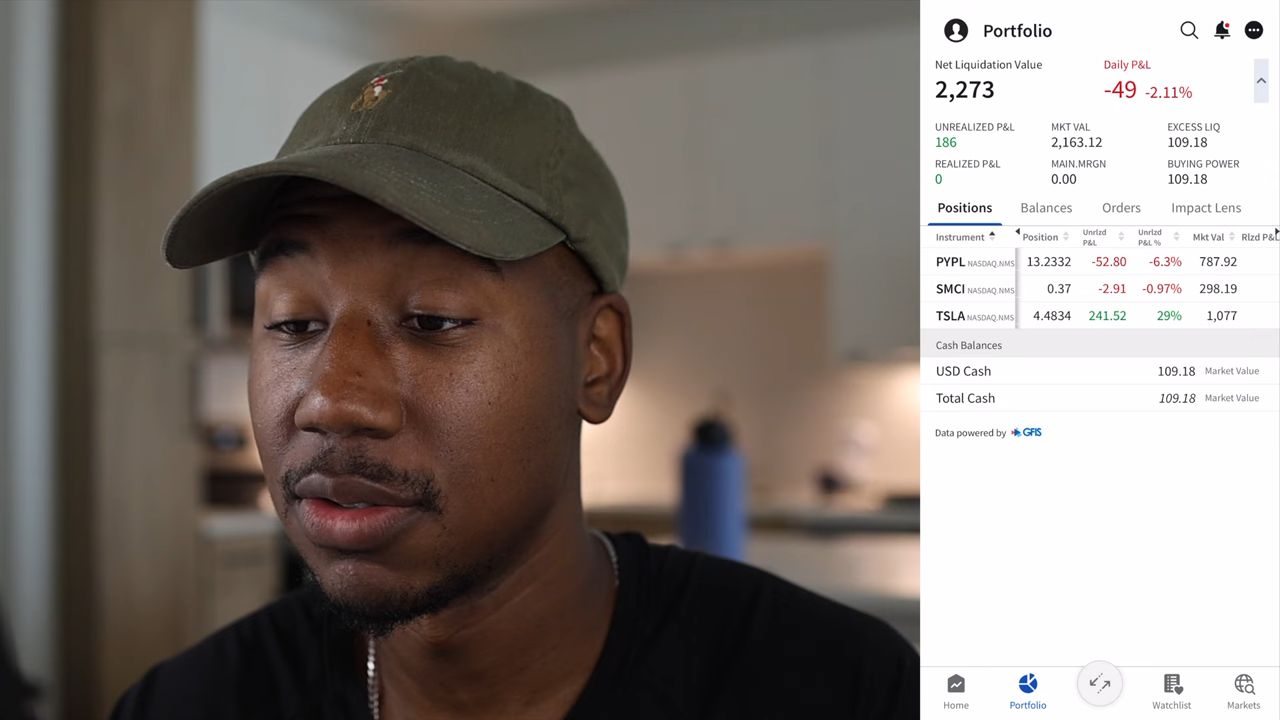 Portfolio
Net Liquidation Value Daily P&L
2,273 -49 -2.11%
UNREALIZED P&L MKT VAL EXCESS LIQ
186 2,163.12 109.18
REALIZED P&L MAIN.MRGN BUYING POWER
0 0.00 109.18
Positions Balances Orders Impact Lens
Instrument Position Unrlzd P&L Unrlzd P&L % Mkt Val Rlzd P&L
PYPL NASDAQ.NMS 13.2332 -52.80 -6.3% 787.92
SMCI NASDAQ.NMS 0.37 -2.91 -0.97% 298.19
TSLA NASDAQ.NMS 4.4834 241.52 29% 1,077
Cash Balances
USD Cash 109.18 Market Value
Total Cash 109.18 Market Value
Data powered by GFIS
Home Portfolio Watchlist Markets